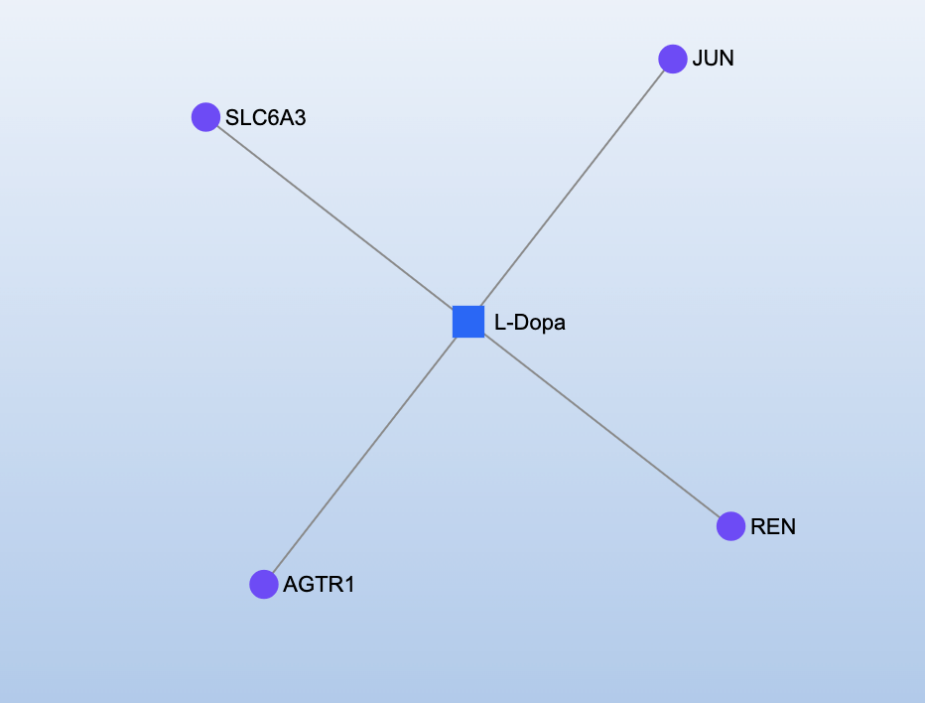 JUN
SLC6A3
L-Dopa
REN
AGTR1